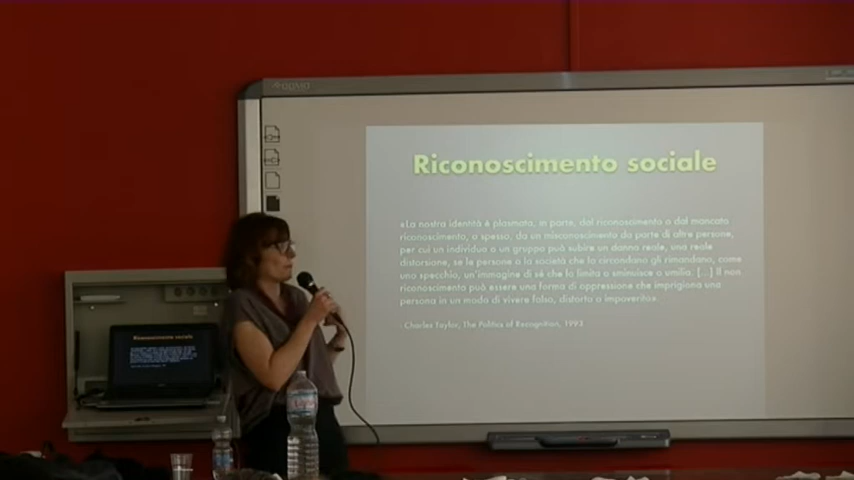 Riconoscimento sociale
«La nostra identità è plasmata, in parte, dal riconoscimento o dal mancato
riconoscimento, o spesso, da un misconoscimento da parte di altre persone,
per cui un individuo o un gruppo può subire un danno reale, una reale
distorsione, se le persone o la società che lo circondano gli rimandano, come
uno specchio, un'immagine di sé che lo limita o sminuisce o umilia. [...] Il non
riconoscimento può essere una forma di oppressione che imprigiona una
persona in un modo di vivere falso, distorto o impoverito».
Charles Taylor, The Politics of Recognition, 1992
Riconoscimento sociale